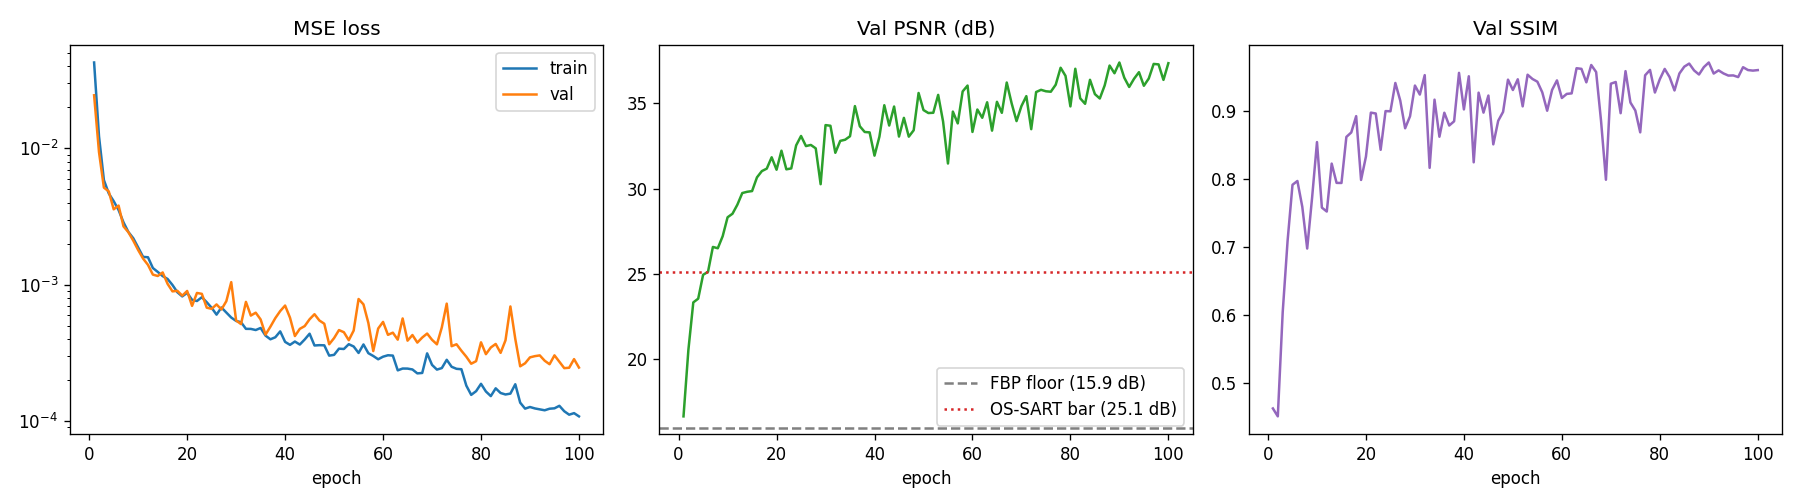 MSE loss
train
val
10⁻²
10⁻³
10⁻⁴
0 20 40 60 80 100
epoch
Val PSNR (dB)
35
30
25
20
FBP floor (15.9 dB)
OS-SART bar (25.1 dB)
0 20 40 60 80 100
epoch
Val SSIM
0.9
0.8
0.7
0.6
0.5
0 20 40 60 80 100
epoch